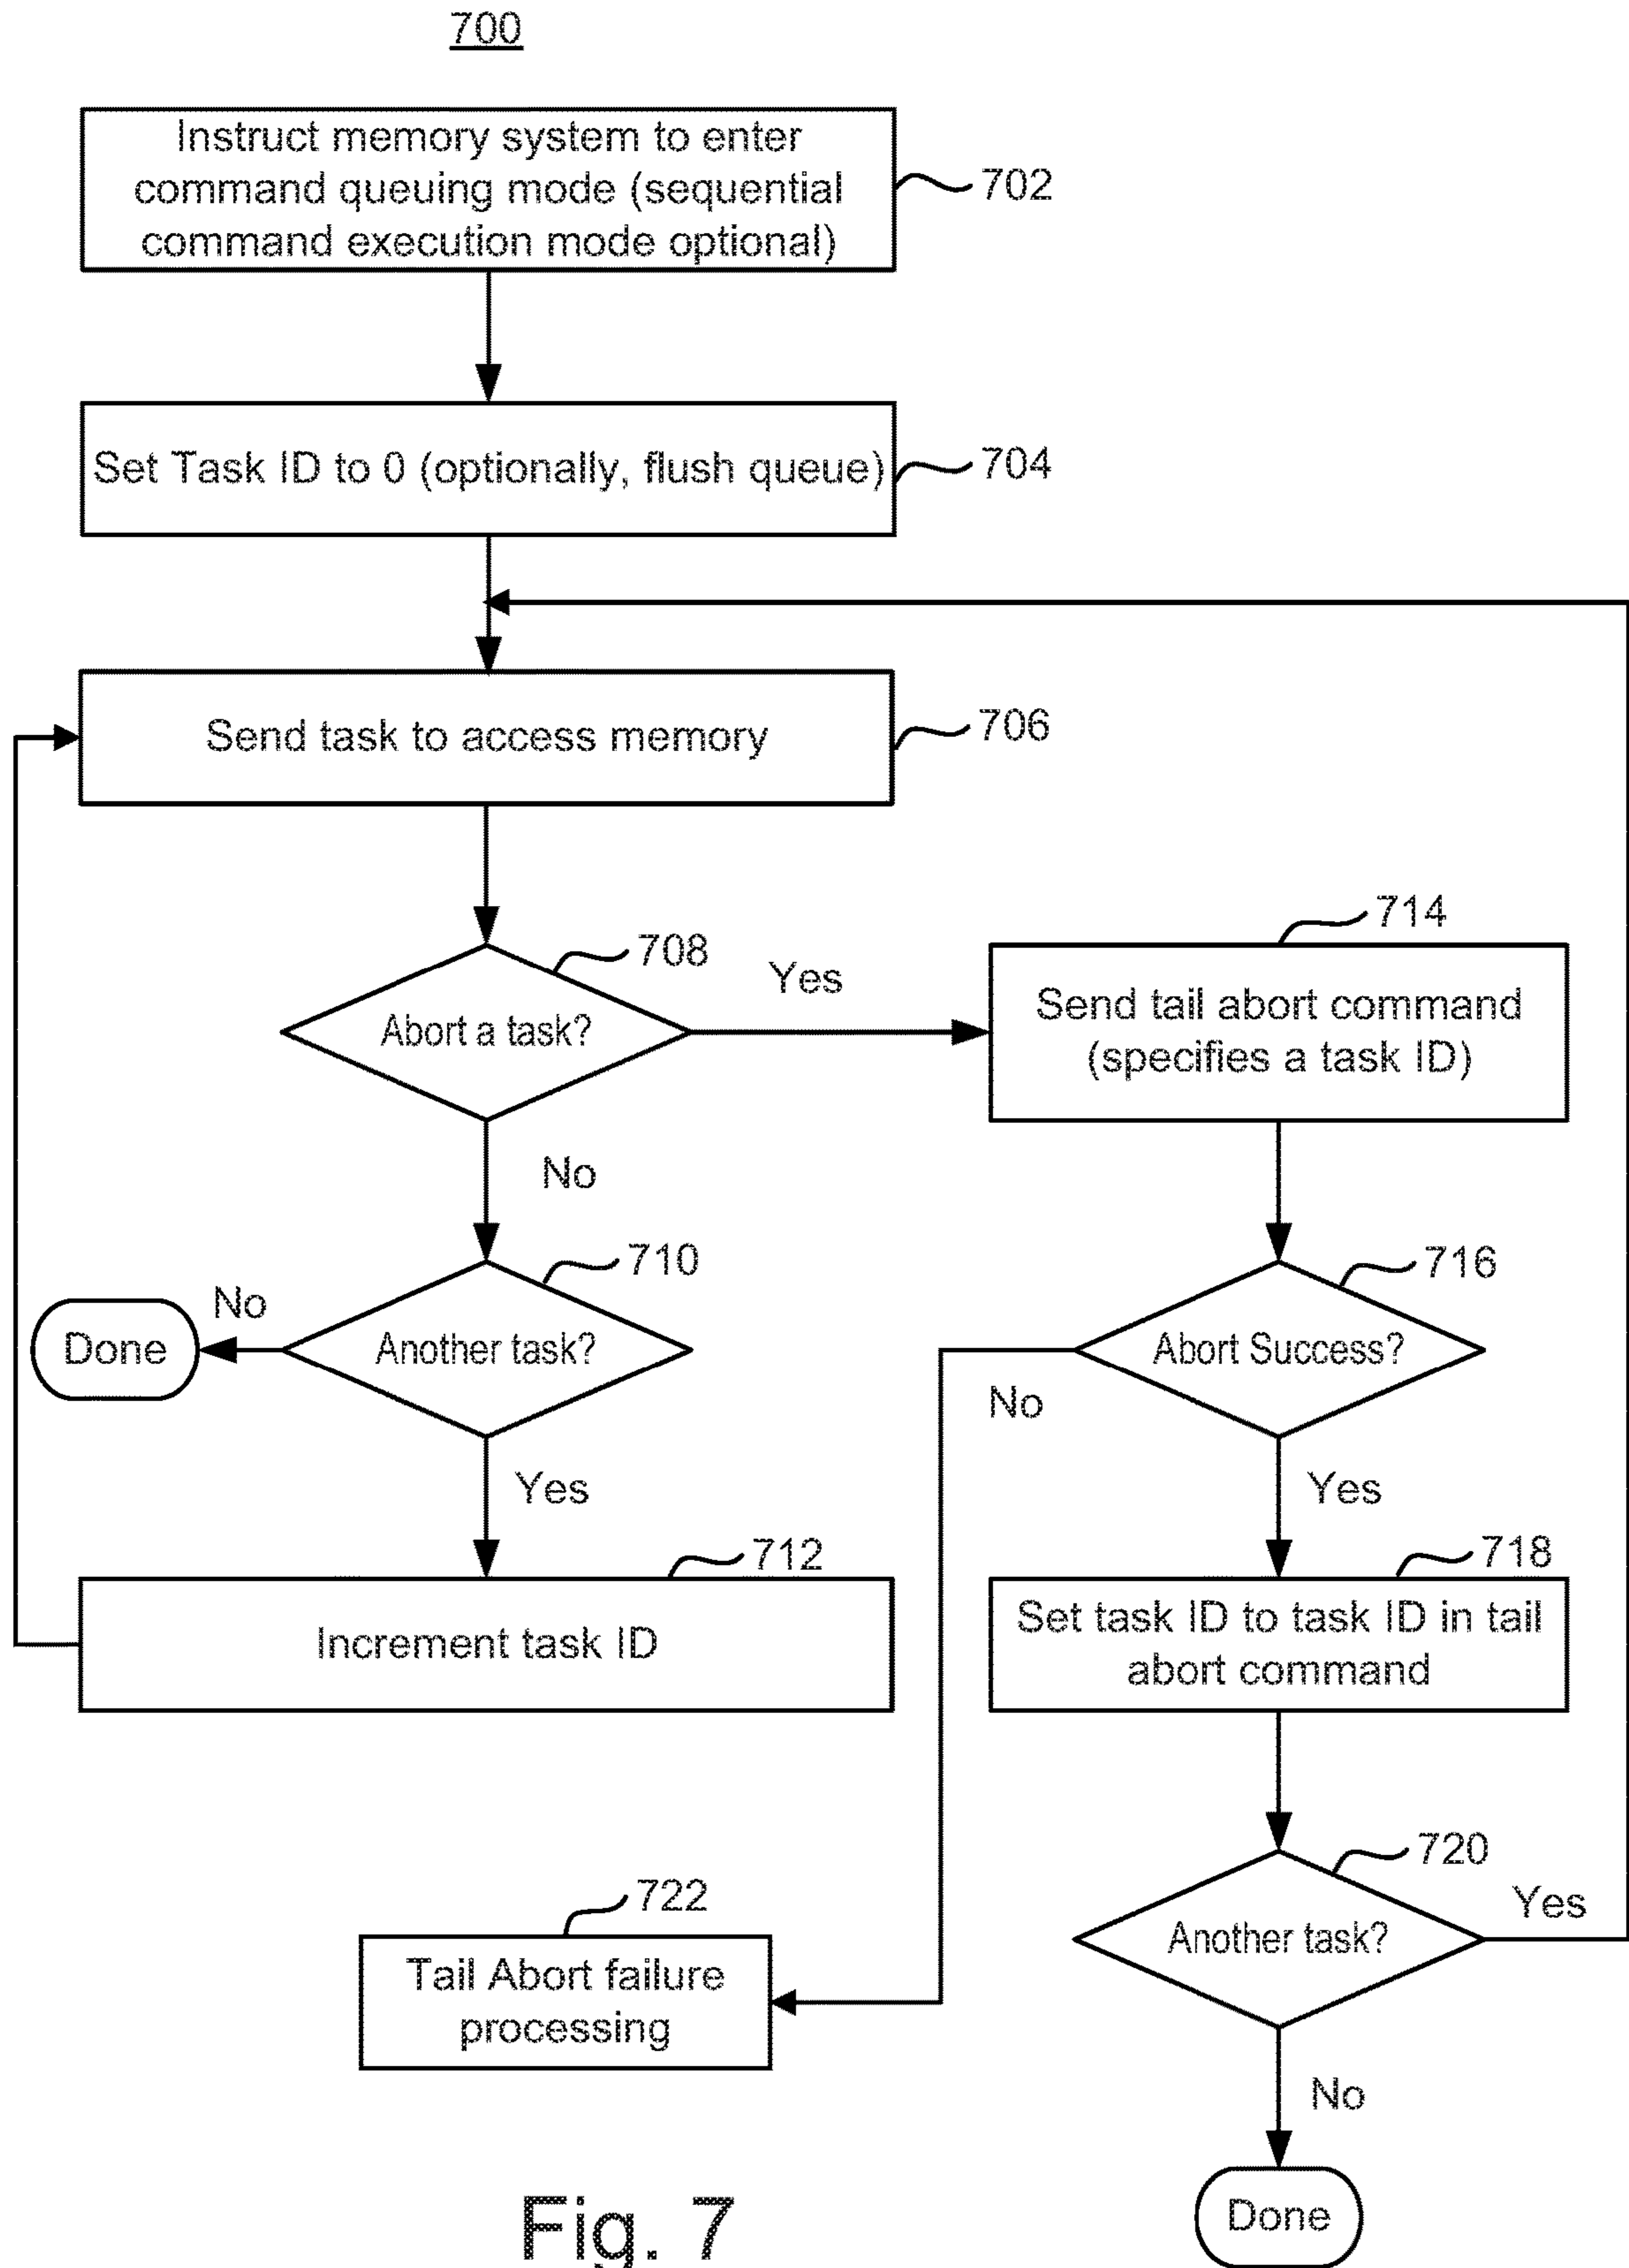 700
Instruct memory system to enter
command queuing mode (sequential
command execution mode optional)
702
Set Task ID to 0 (optionally, flush queue)
704
Send task to access memory
706
Abort a task?
708
Yes
No
714
Send tail abort command
(specifies a task ID)
Another task?
710
No
Done
Yes
712
Increment task ID
Abort Success?
716
No
Yes
718
Set task ID to task ID in tail
abort command
720
Another task?
Yes
No
Done
722
Tail Abort failure
processing
Fig. 7